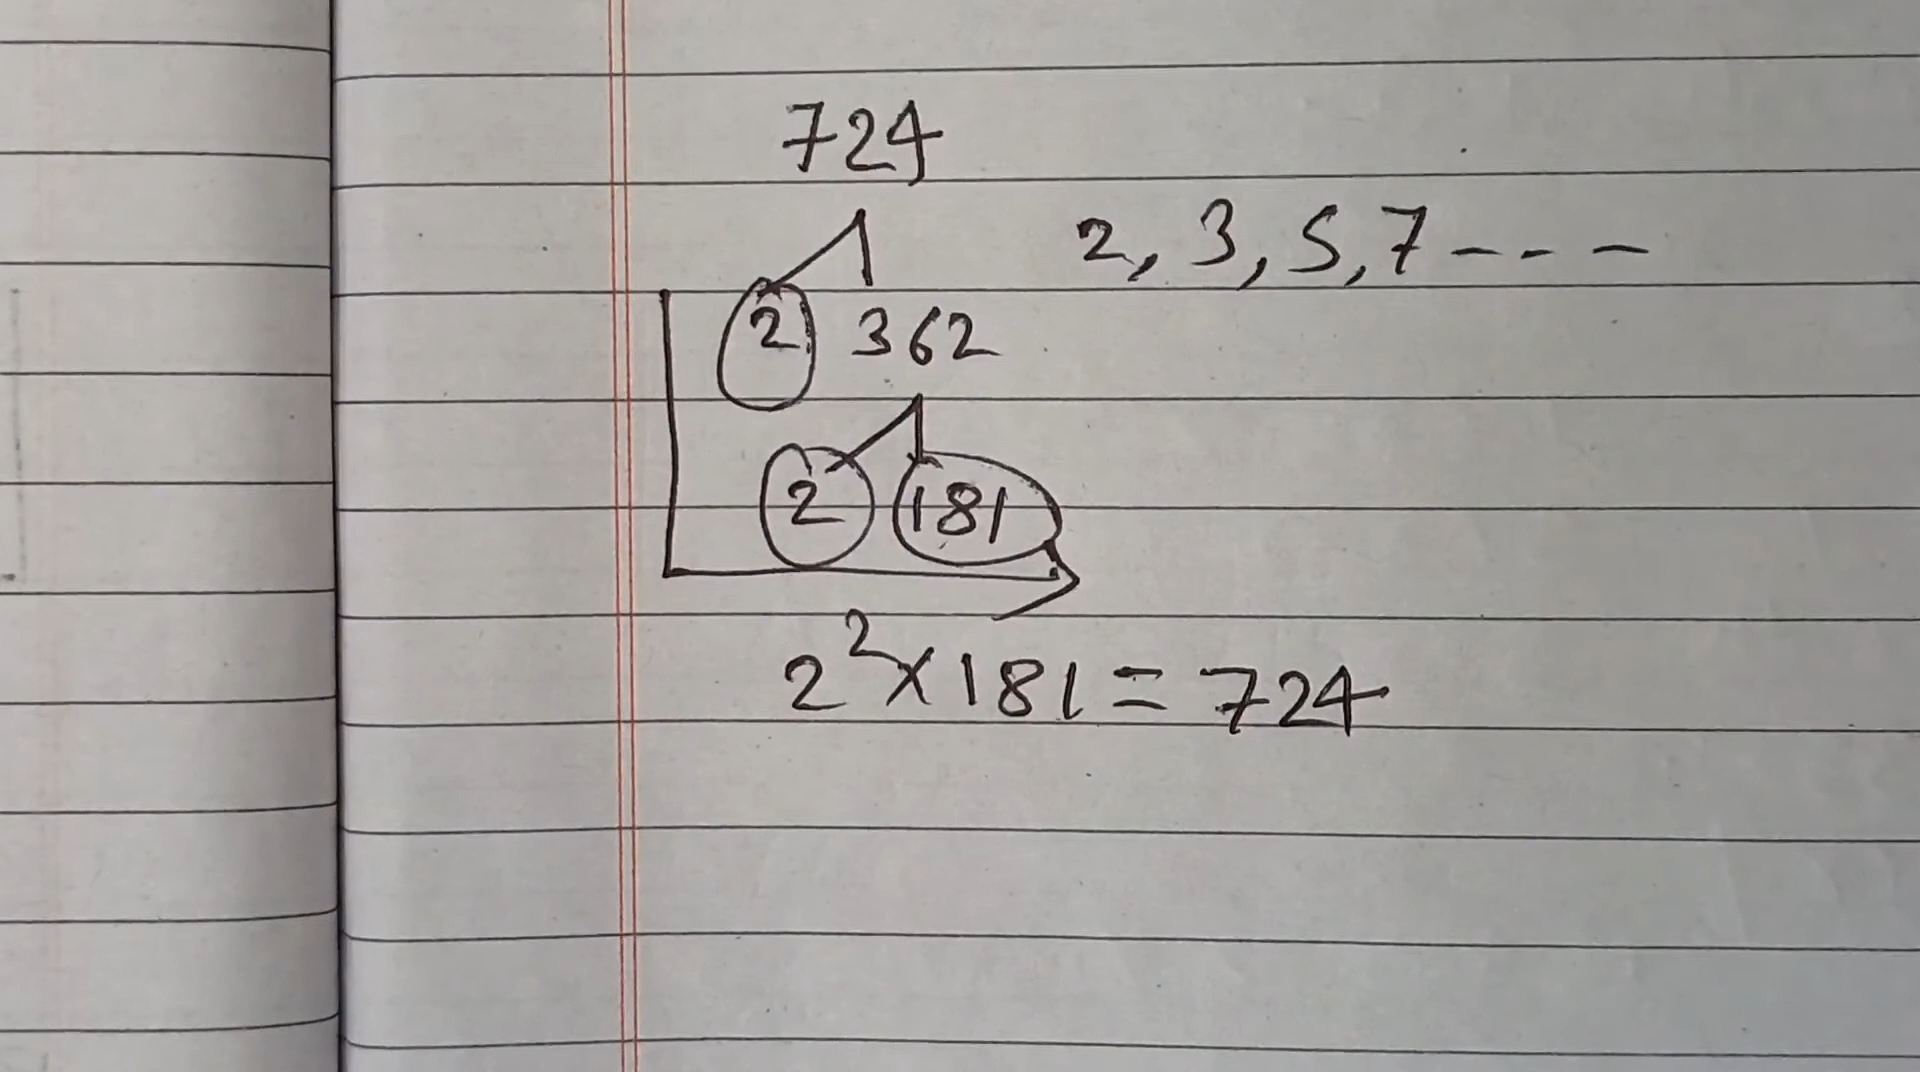 724
2, 3, 5, 7 - - - -
2 362
2 181
2² × 181 = 724